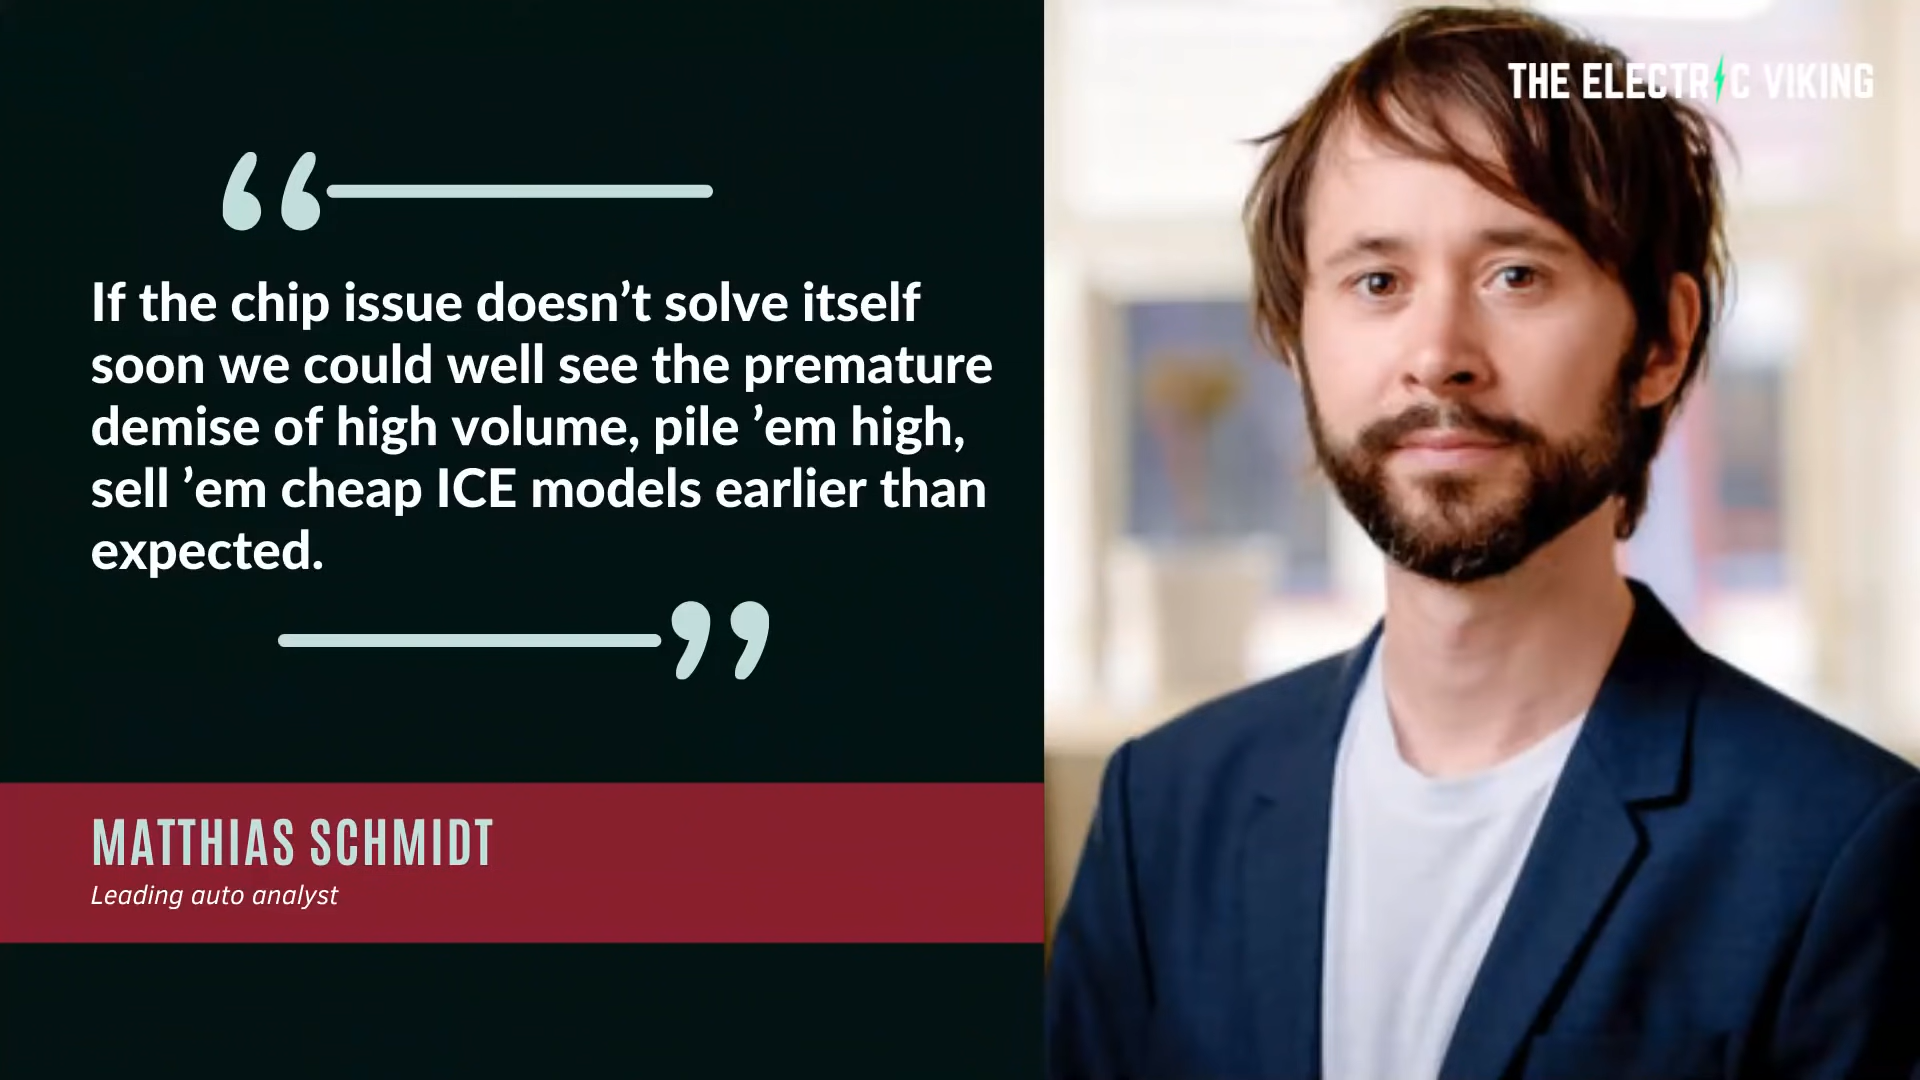 THE ELECTRIC VIKING
If the chip issue doesn’t solve itself
soon we could well see the premature
demise of high volume, pile ’em high,
sell ’em cheap ICE models earlier than
expected.
MATTHIAS SCHMIDT
Leading auto analyst